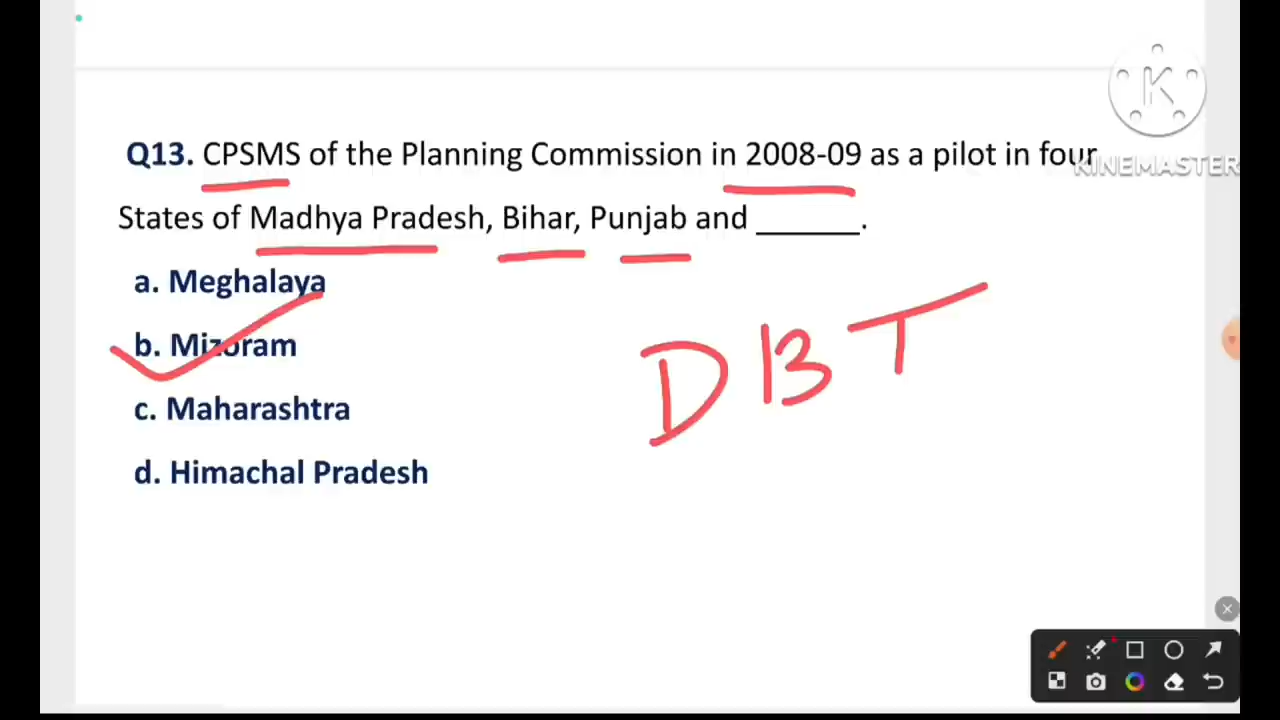 Q13. CPSMS of the Planning Commission in 2008-09 as a pilot in four
KINEMASTER
States of Madhya Pradesh, Bihar, Punjab and ______.
a. Meghalaya
b. Mizoram
c. Maharashtra
d. Himachal Pradesh
DBT